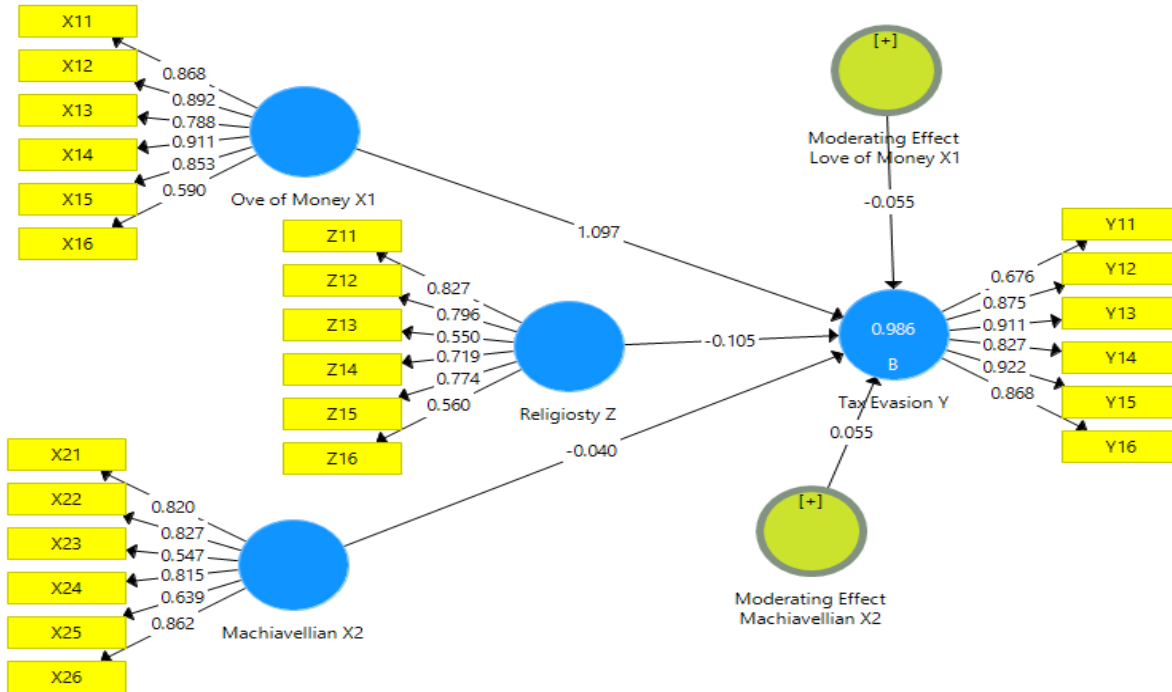 X11
X12
X13
X14
X15
X16
0.868
0.892
0.788
0.911
0.853
0.590
Ove of Money X1
[+]
Moderating Effect
Love of Money X1
-0.055
1.097
Z11
Z12
Z13
Z14
Z15
Z16
0.827
0.796
0.550
0.719
0.774
0.560
Religiosty Z
-0.105
0.986
B
Tax Evasion Y
0.676
0.875
0.911
0.827
0.922
0.868
Y11
Y12
Y13
Y14
Y15
Y16
-0.040
0.055
X21
X22
X23
X24
X25
X26
0.820
0.827
0.547
0.815
0.639
0.862
Machiavellian X2
[+]
Moderating Effect
Machiavellian X2